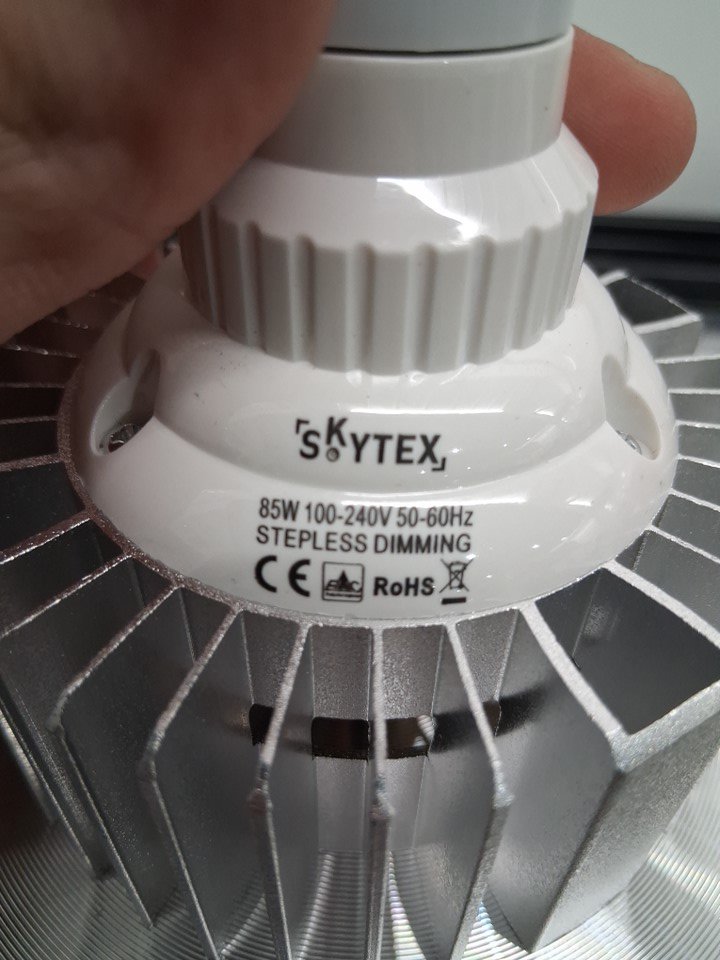 SKYTEX
85W 100-240V 50-60Hz
STEPLESS DIMMING
CE RoHS